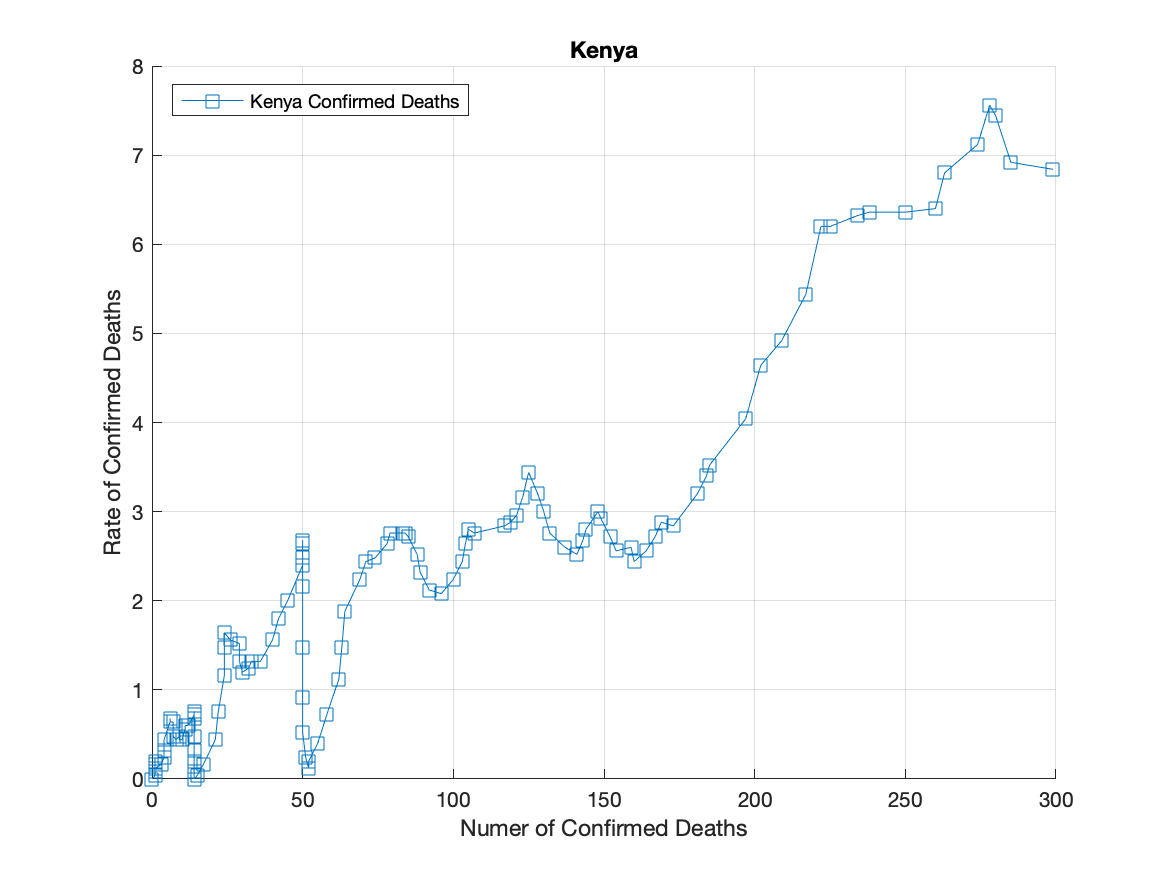 Kenya
Kenya Confirmed Deaths
8
7
6
5
4
3
2
1
0
Rate of Confirmed Deaths
0 50 100 150 200 250 300
Numer of Confirmed Deaths